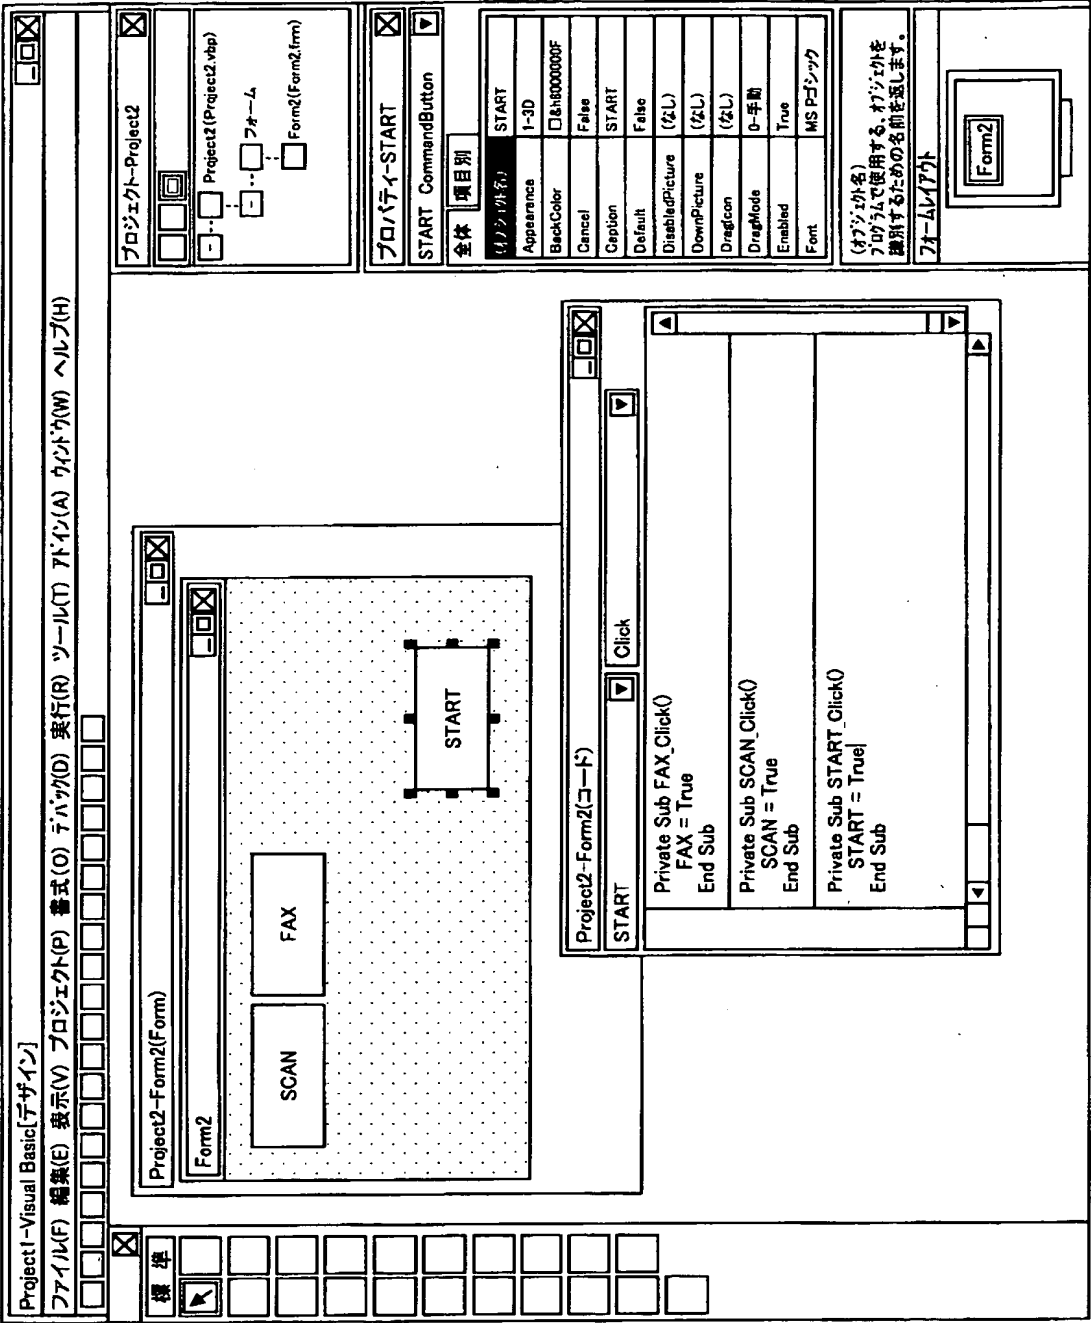 Project1-Visual Basic[デザイン]
ファイル(F) 編集(E) 表示(V) プロジェクト(P) 書式(O) デバッグ(D) 実行(R) ツール(T) アドイン(A) ウィンドウ(W) ヘルプ(H)
標 準
Project2-Form2(Form)
Form2
SCAN
FAX
START
Project2-Form2(コード)
START
Click
Private Sub FAX_Click()
FAX = True
End Sub
Private Sub SCAN_Click()
SCAN = True
End Sub
Private Sub START_Click()
START = True
End Sub
プロジェクト-Project2
Project2(Project2.vbp)
フォーム
Form2(Form2.frm)
プロパティ-START
START CommandButton
全体 項目別
(オブジェクト名) START
Appearance 1-3D
BackColor □&h8000000F
Cancel False
Caption START
Default False
DisabledPicture (なし)
DownPicture (なし)
DragIcon (なし)
DragMode 0-手動
Enabled True
Font MS Pゴシック
(オブジェクト名)
プログラムで使用する、オブジェクトを
識別するための名前を返します。
フォームレイアウト
Form2